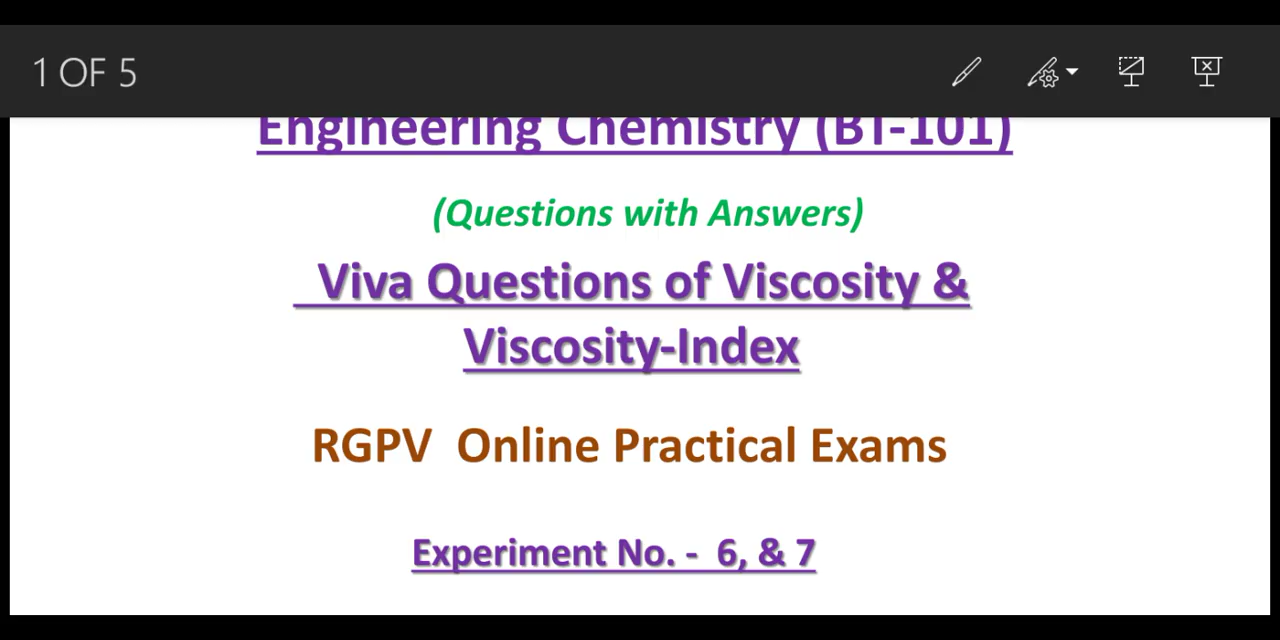 1 OF 5
Engineering Chemistry (BT-101)
(Questions with Answers)
Viva Questions of Viscosity &
Viscosity-Index
RGPV Online Practical Exams
Experiment No. - 6, & 7